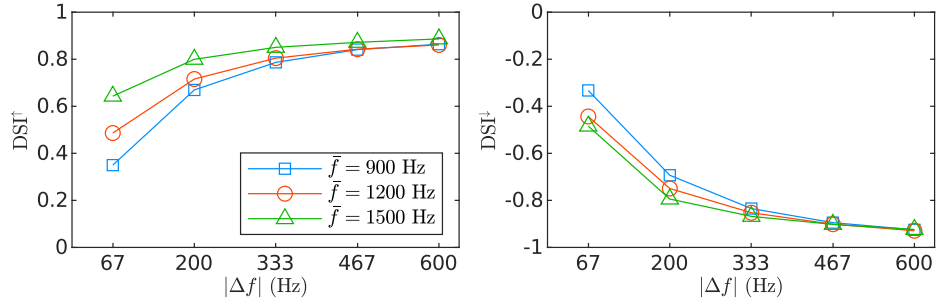 1
0.8
0.6
0.4
0.2
0
DSI↑
67 200 333 467 600
|Δf| (Hz)
f̄ = 900 Hz
f̄ = 1200 Hz
f̄ = 1500 Hz
0
-0.2
-0.4
-0.6
-0.8
-1
DSI↓
67 200 333 467 600
|Δf| (Hz)